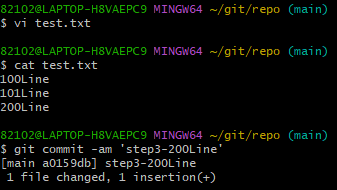 82102@LAPTOP-H8VAEPC9 MINGW64 ~/git/repo (main)
$ vi test.txt
82102@LAPTOP-H8VAEPC9 MINGW64 ~/git/repo (main)
$ cat test.txt
100Line
101Line
200Line
82102@LAPTOP-H8VAEPC9 MINGW64 ~/git/repo (main)
$ git commit -am 'step3-200Line'
[main a0159db] step3-200Line
 1 file changed, 1 insertion(+)